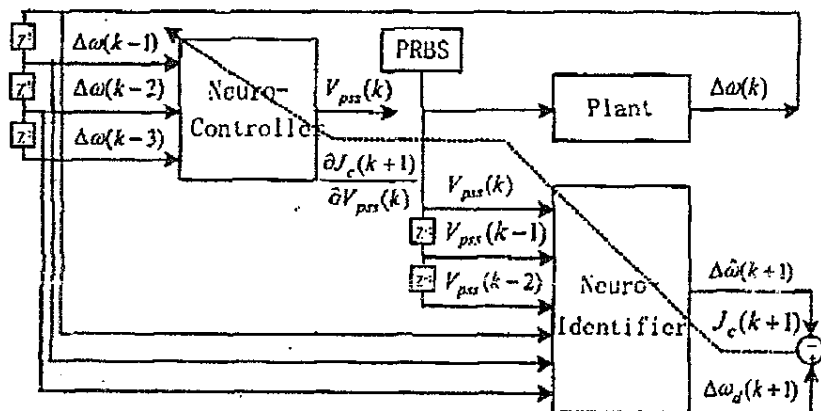 PRBS
z⁻¹
Δω(k−1)
z⁻¹
Δω(k−2)
z⁻¹
Δω(k−3)
Neuro-
Controller
V_pss(k)
Plant
Δω(k)
∂J_c(k+1)
∂V_pss(k)
V_pss(k)
z⁻¹
V_pss(k−1)
z⁻¹
V_pss(k−2)
Neuro-
Identifier
Δω̂(k+1)
J_c(k+1)
−
Δω_d(k+1)